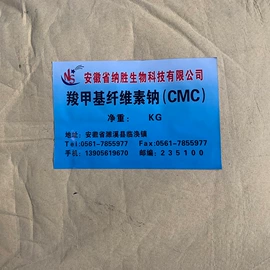 NS 安徽省纳胜生物科技有限公司
羧甲基纤维素钠(CMC)
净重: KG
地址: 安徽省濉溪县临涣镇
Tel:0561-7855977 Fax:0561-7855977
手机: 13905619670 邮编: 235100